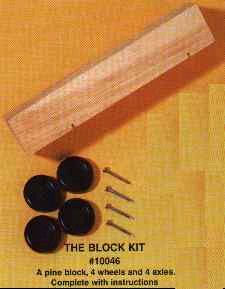 THE BLOCK KIT
#10046
A pine block, 4 wheels and 4 axles.
Complete with instructions